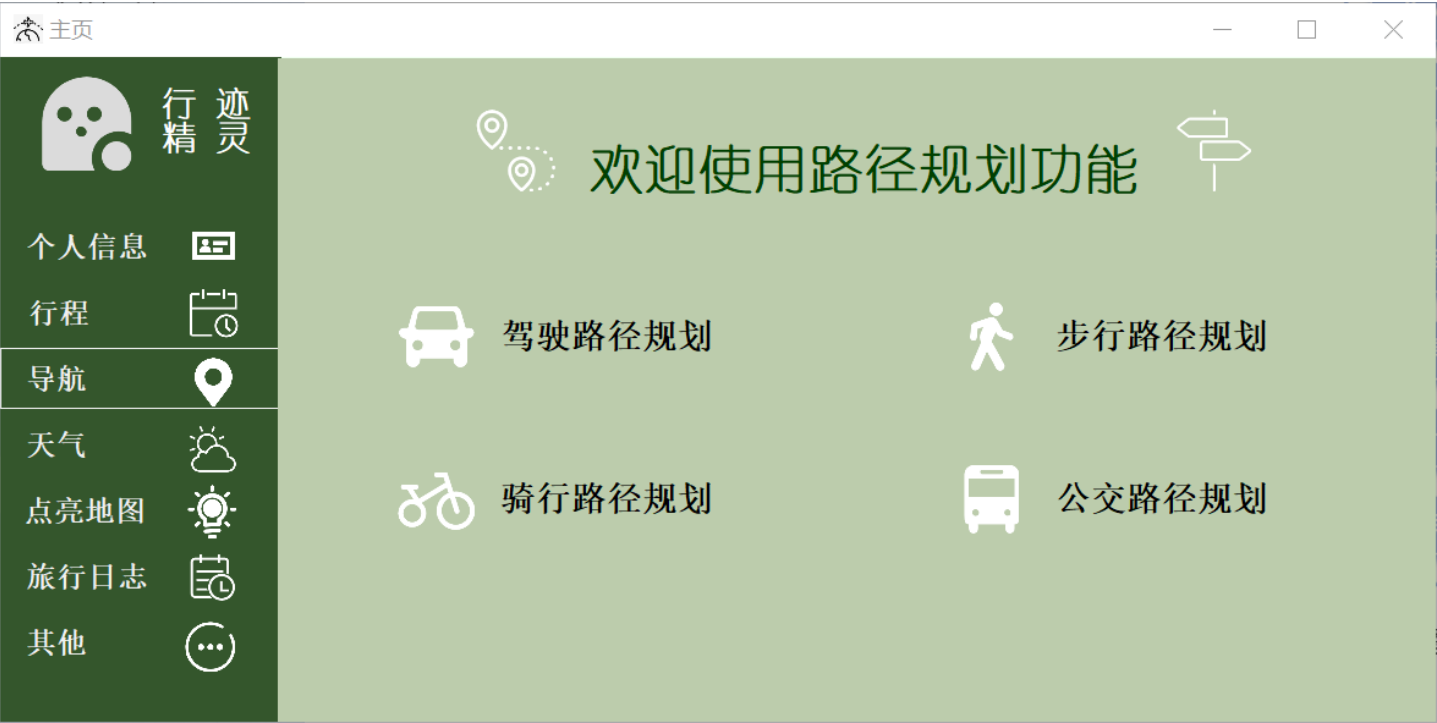 主页
行 迹
精 灵
个人信息
行程
导航
天气
点亮地图
旅行日志
其他
欢迎使用路径规划功能
驾驶路径规划
步行路径规划
骑行路径规划
公交路径规划